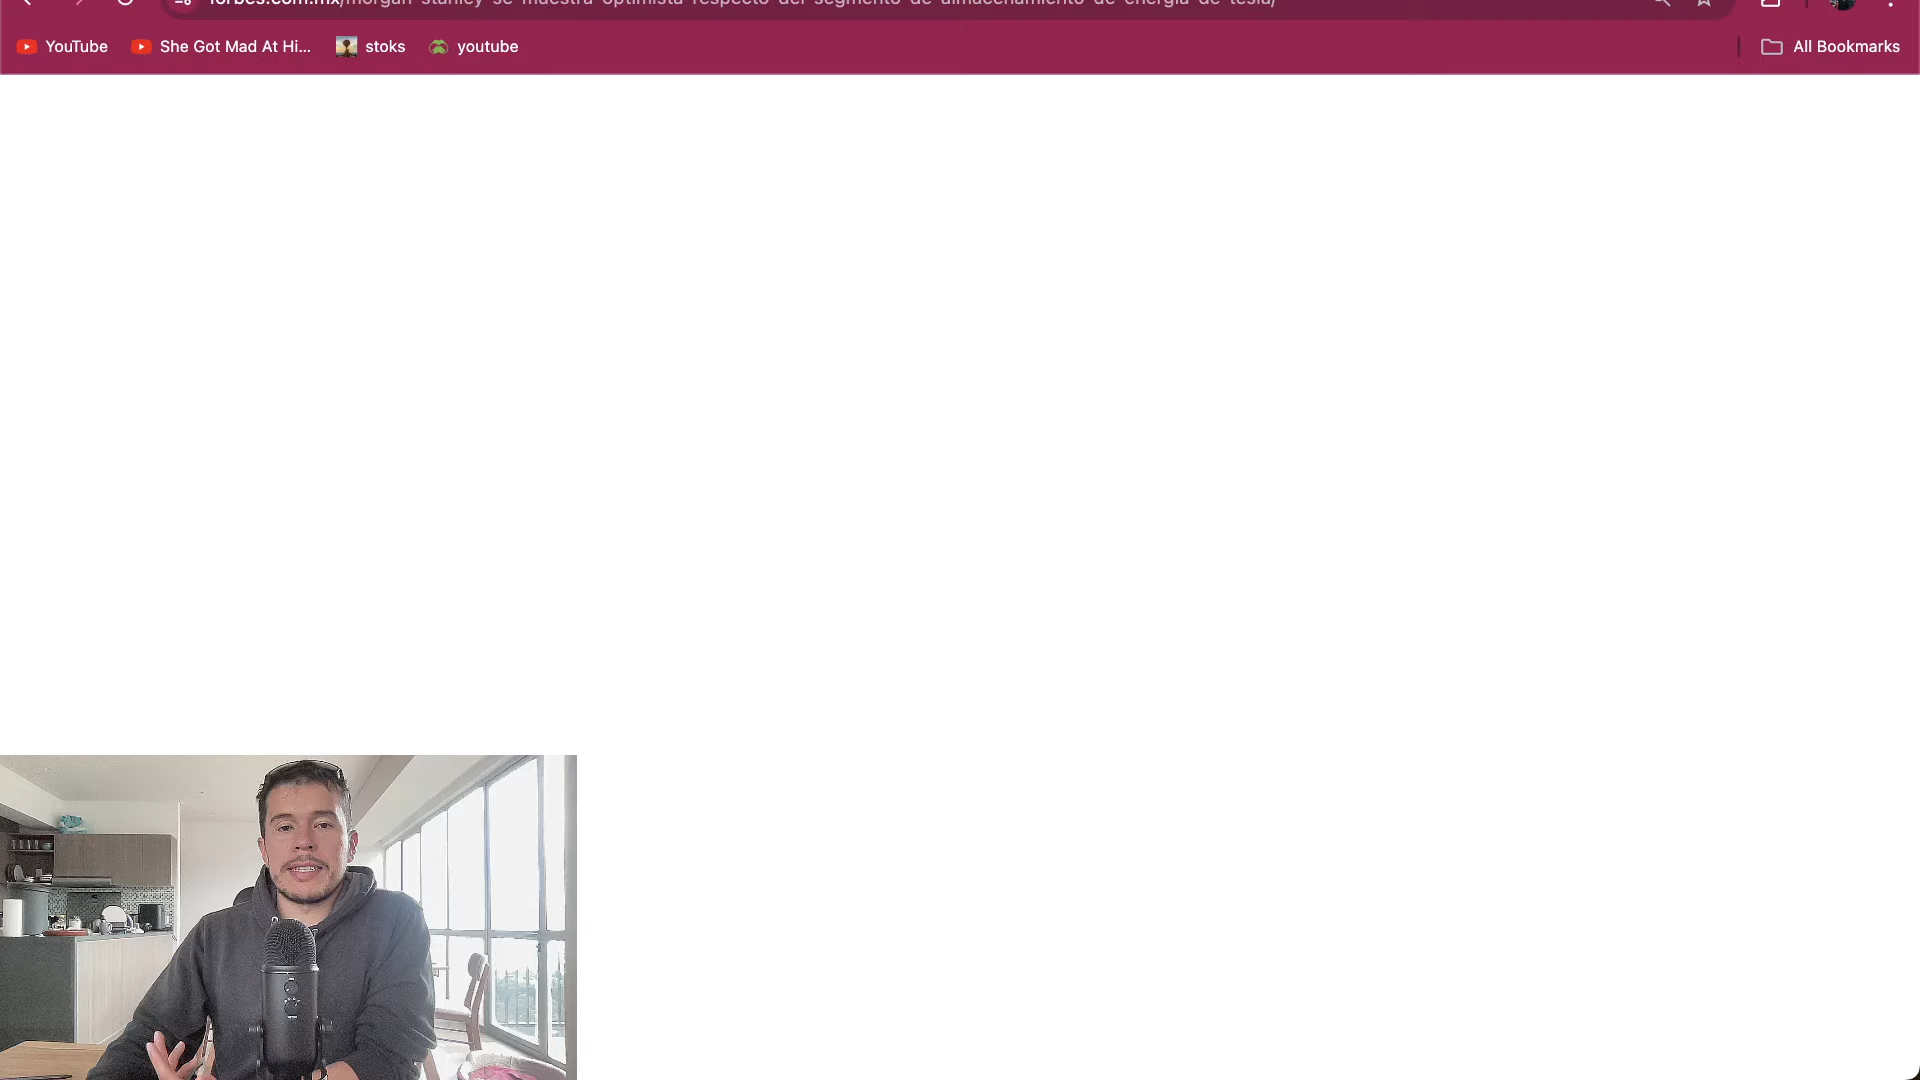 forbes.com.mx/morgan-stanley-se-muestra-optimista-respecto-del-segmento-de-almacenamiento-de-energia-de-tesla/
YouTube
She Got Mad At Hi...
stoks
youtube
All Bookmarks